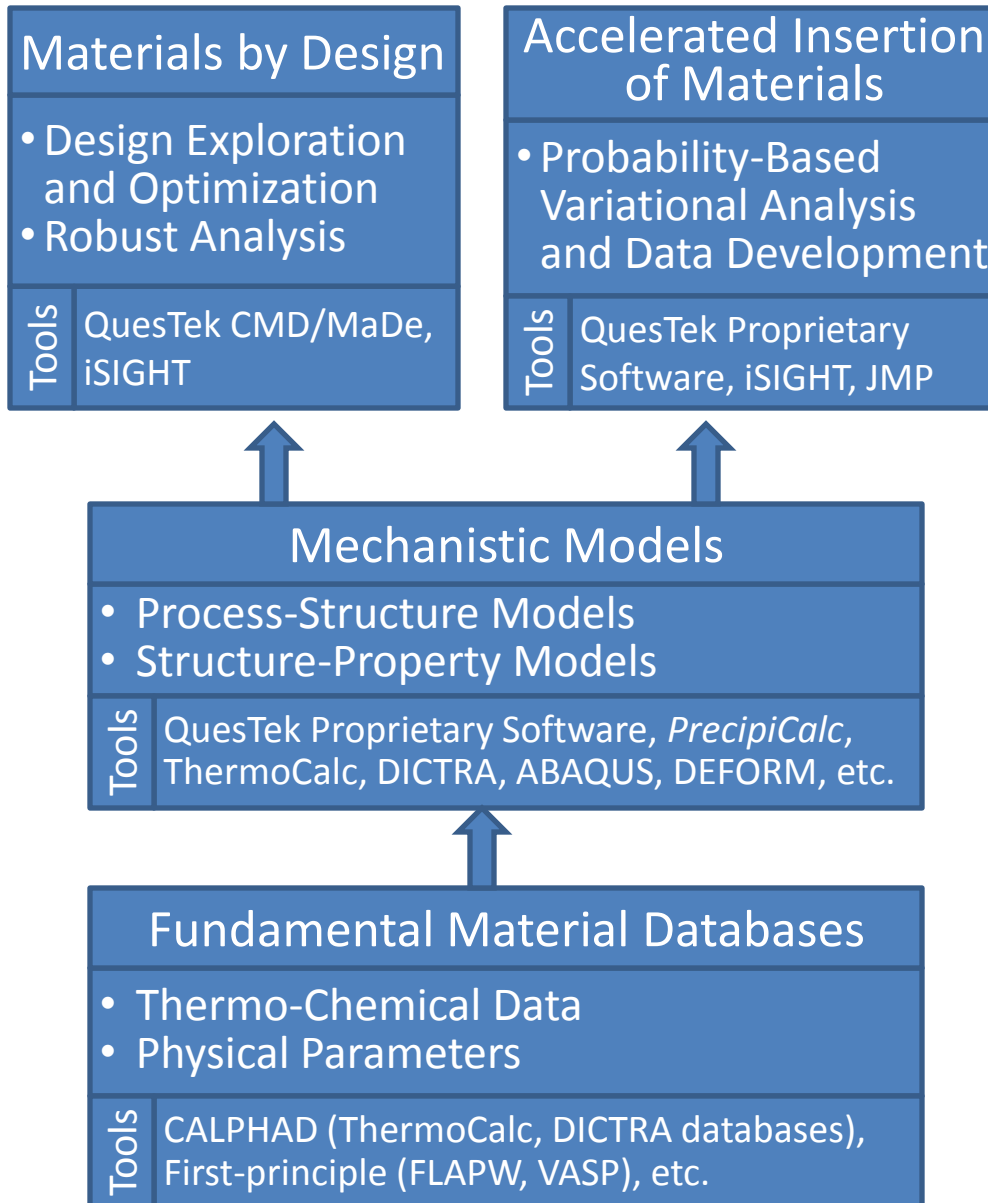 Materials by Design
• Design Exploration
and Optimization
• Robust Analysis
Tools
QuesTek CMD/MaDe,
iSIGHT
Accelerated Insertion
of Materials
• Probability-Based
Variational Analysis
and Data Development
Tools
QuesTek Proprietary
Software, iSIGHT, JMP
Mechanistic Models
• Process-Structure Models
• Structure-Property Models
Tools
QuesTek Proprietary Software, PrecipiCalc,
ThermoCalc, DICTRA, ABAQUS, DEFORM, etc.
Fundamental Material Databases
• Thermo-Chemical Data
• Physical Parameters
Tools
CALPHAD (ThermoCalc, DICTRA databases),
First-principle (FLAPW, VASP), etc.